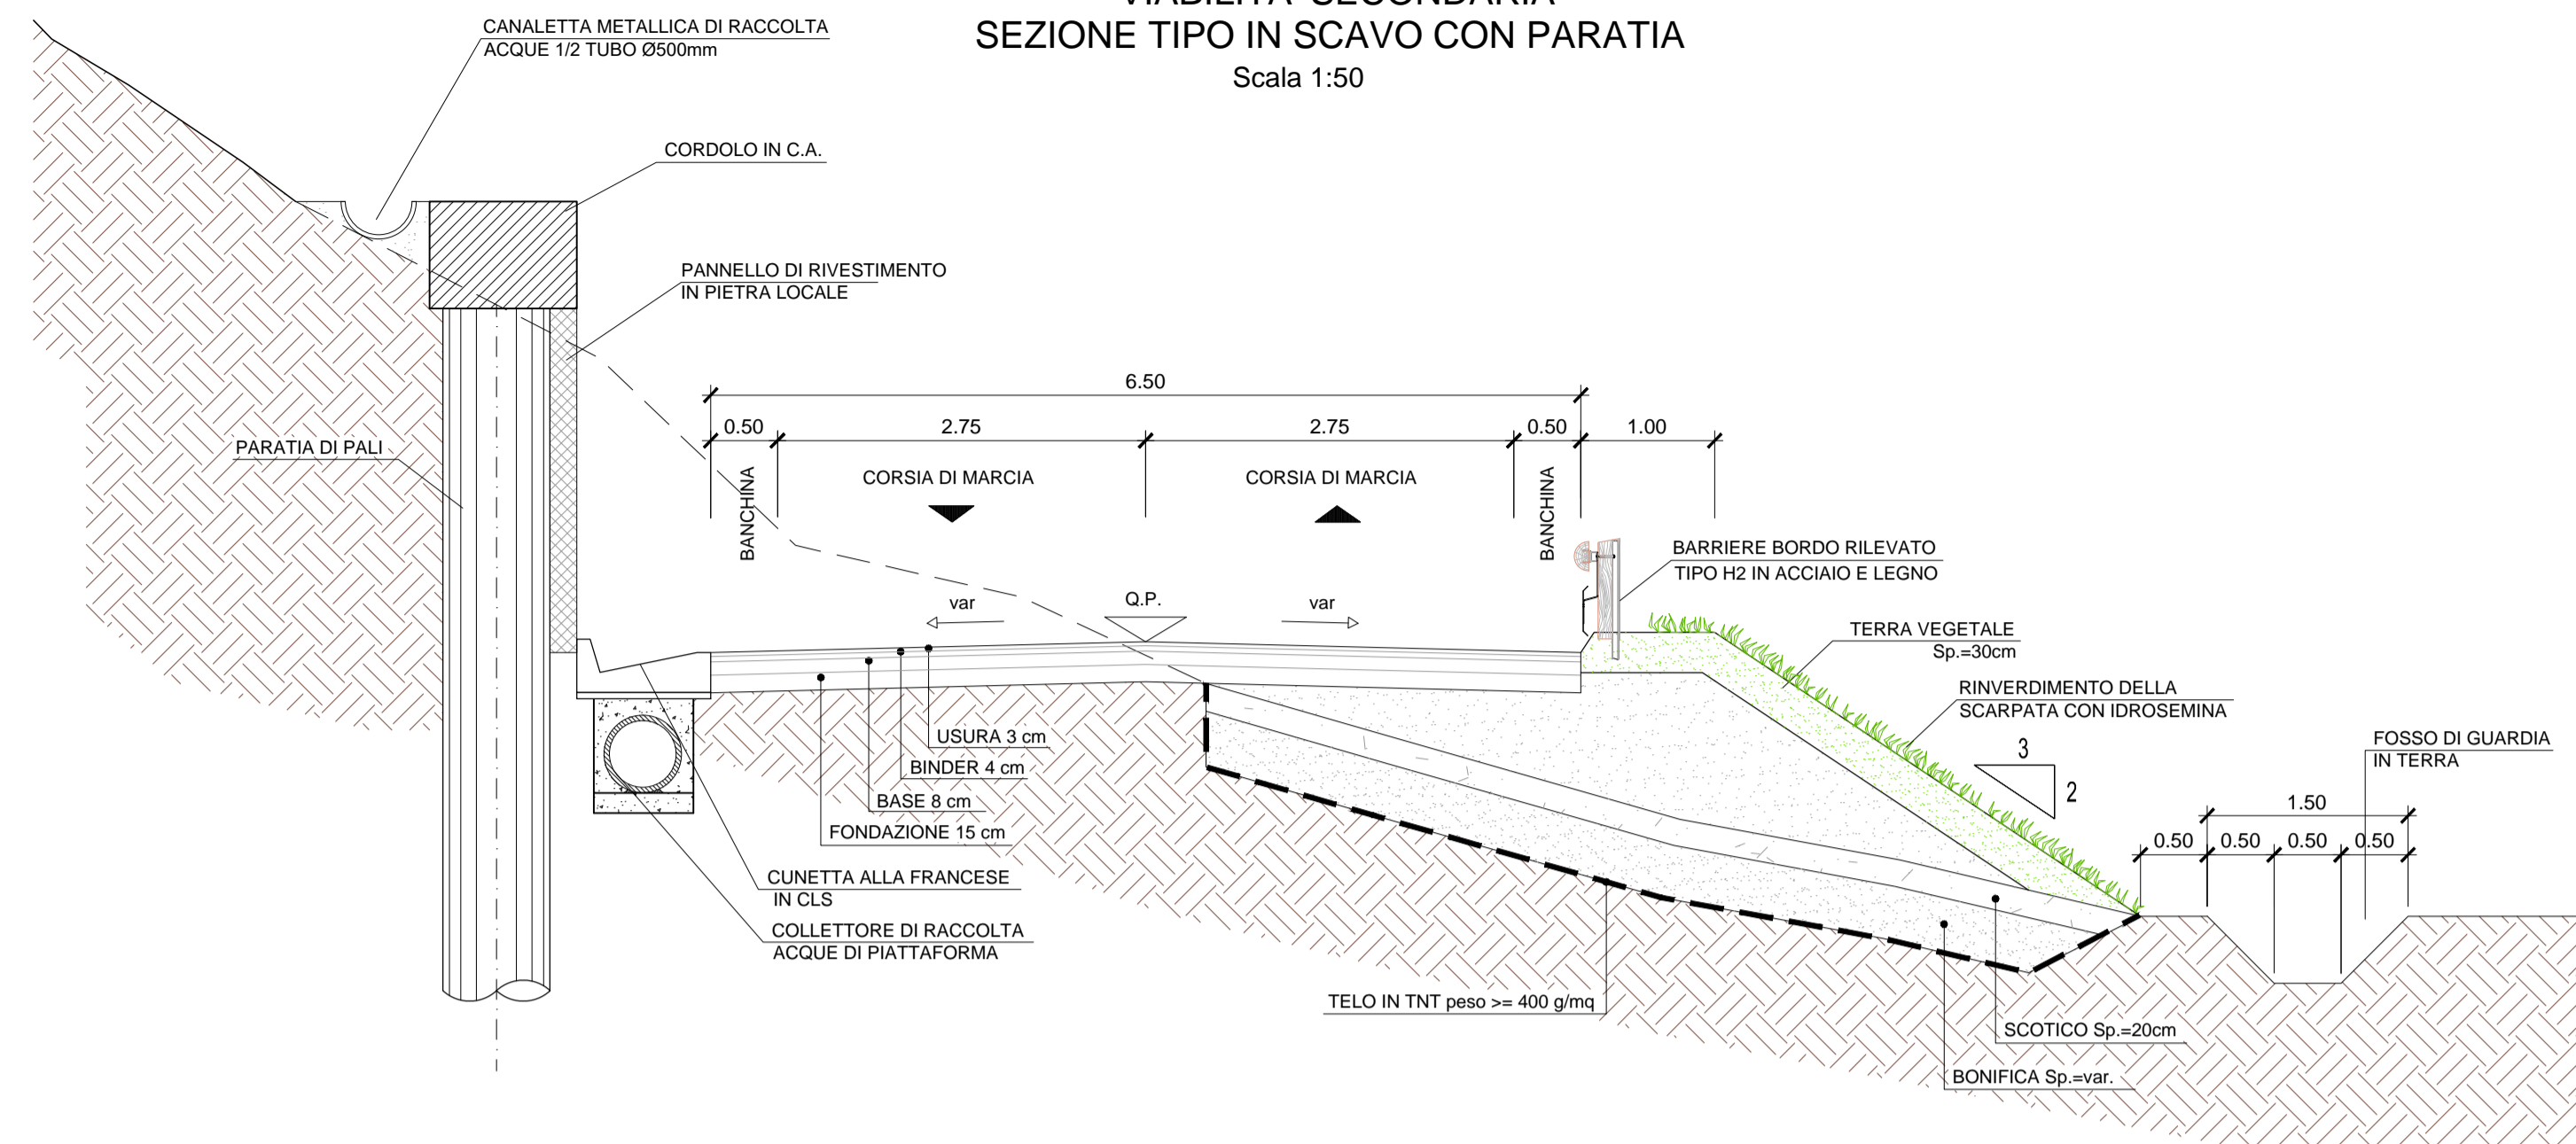 VIABILITA' SECONDARIA
SEZIONE TIPO IN SCAVO CON PARATIA
Scala 1:50
CANALETTA METALLICA DI RACCOLTA
ACQUE 1/2 TUBO Ø500mm
CORDOLO IN C.A.
PANNELLO DI RIVESTIMENTO
IN PIETRA LOCALE
PARATIA DI PALI
6.50
0.50
2.75
2.75
0.50
1.00
BANCHINA
CORSIA DI MARCIA
CORSIA DI MARCIA
BANCHINA
var
Q.P.
var
BARRIERE BORDO RILEVATO
TIPO H2 IN ACCIAIO E LEGNO
TERRA VEGETALE
Sp.=30cm
RINVERDIMENTO DELLA
SCARPATA CON IDROSEMINA
3
2
FOSSO DI GUARDIA
IN TERRA
1.50
0.50
0.50
0.50
0.50
USURA 3 cm
BINDER 4 cm
BASE 8 cm
FONDAZIONE 15 cm
CUNETTA ALLA FRANCESE
IN CLS
COLLETTORE DI RACCOLTA
ACQUE DI PIATTAFORMA
TELO IN TNT peso >= 400 g/mq
SCOTICO Sp.=20cm
BONIFICA Sp.=var.